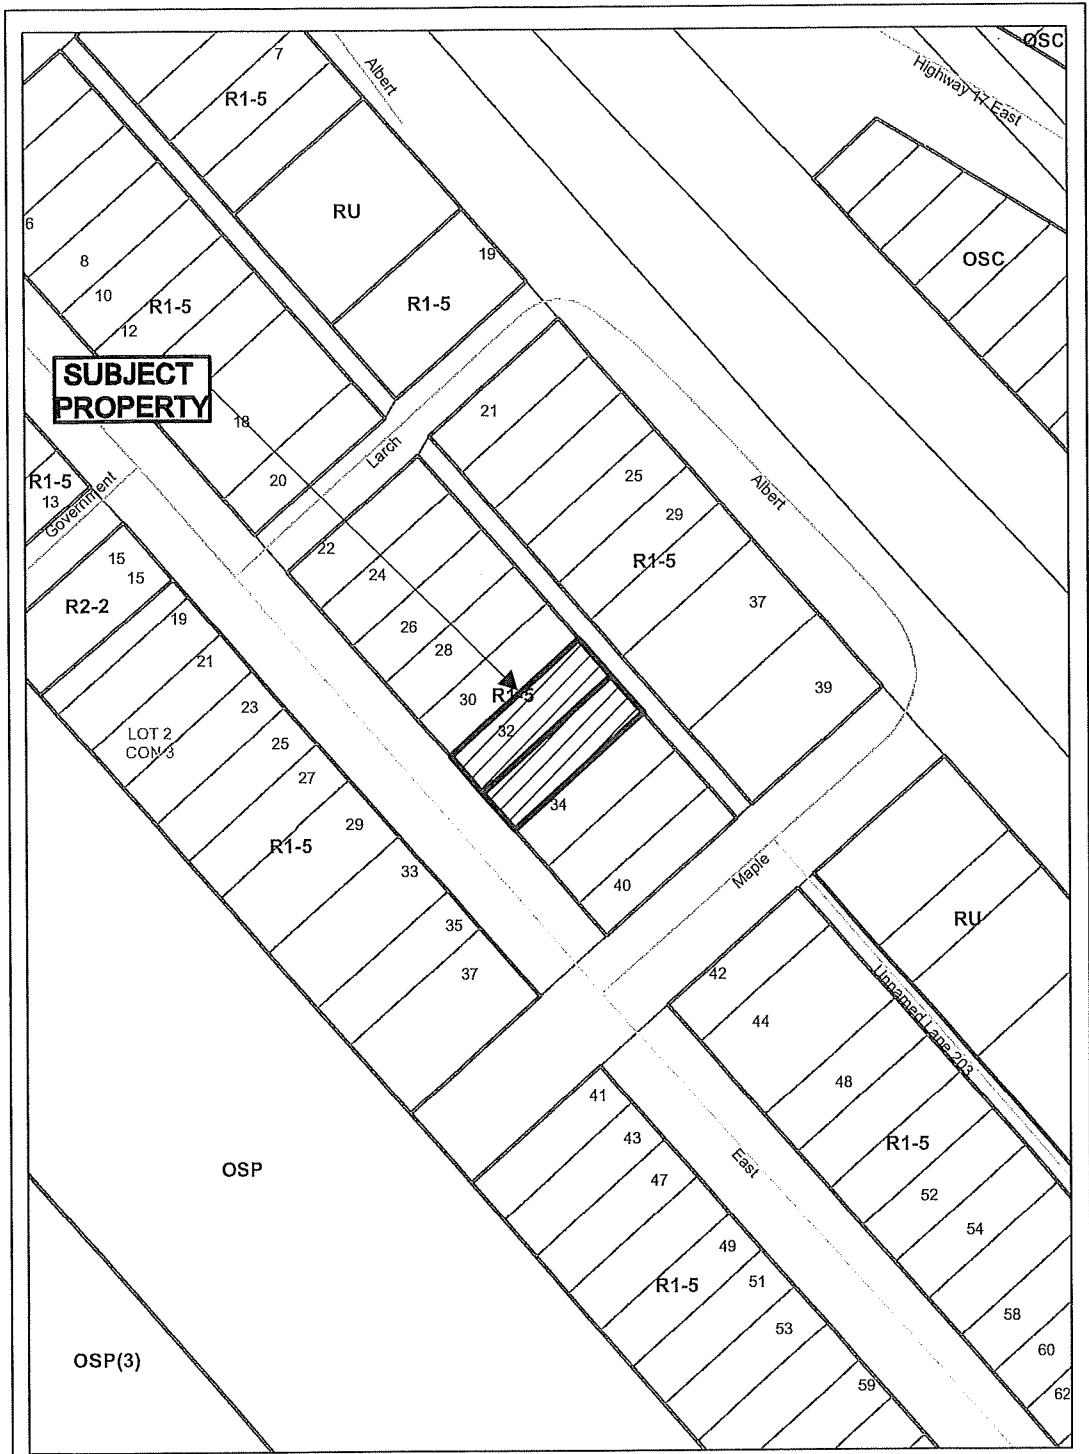 7
Albert
OSC
Highway 17 East
R1-5
RU
6
19
8
OSC
10
R1-5
R1-5
12
SUBJECT
PROPERTY
18
21
Larch
R1-5
20
25
Albert
13
Government
29
22
15
R1-5
24
15
R2-2
37
19
26
28
21
39
30
R1-5
23
32
LOT 2
CON 3
25
27
34
29
R1-5
33
Maple
40
RU
35
37
42
Unnamed Lane 203
44
48
41
43
R1-5
East
OSP
47
52
54
49
R1-5
51
58
53
60
OSP(3)
59
62